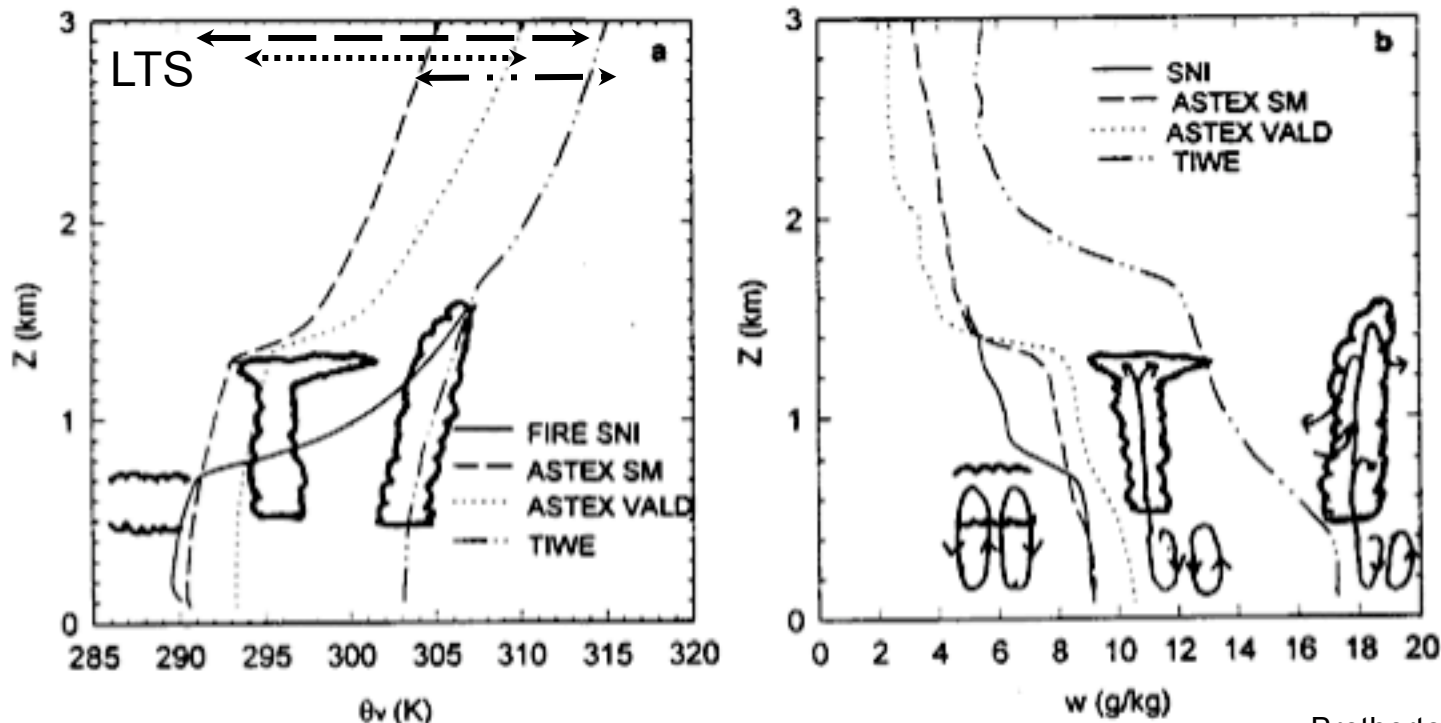 3
2
1
0
Z (km)
LTS
a
FIRE SNI
ASTEX SM
ASTEX VALD
TIWE
285 290 295 300 305 310 315 320
θv (K)
3
2
1
0
Z (km)
b
SNI
ASTEX SM
ASTEX VALD
TIWE
0 2 4 6 8 10 12 14 16 18 20
w (g/kg)